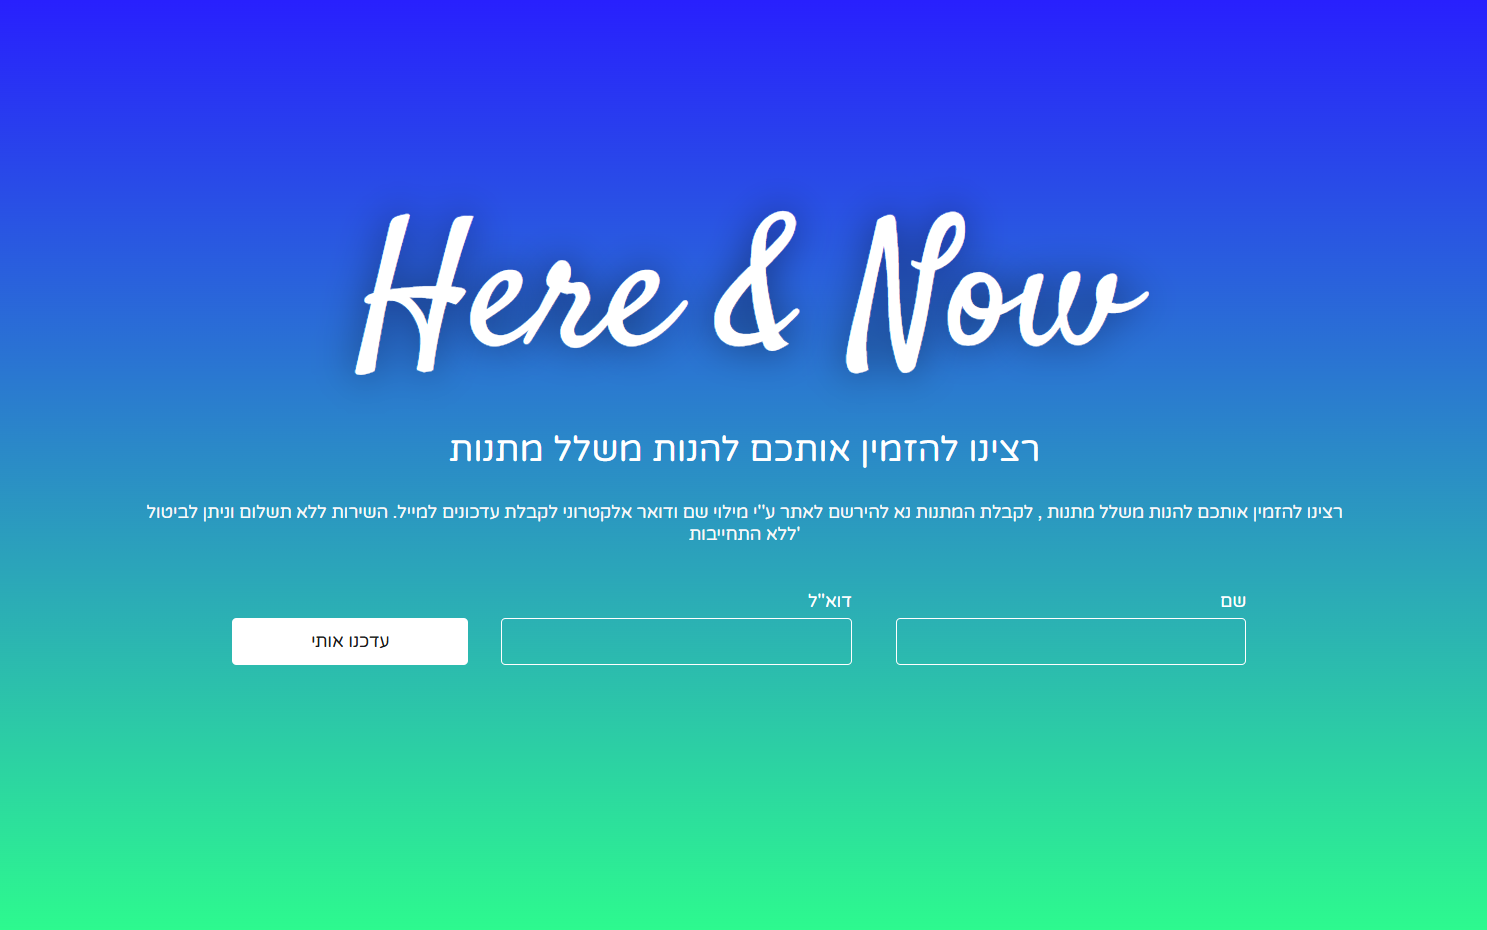 Here & Now
רצינו להזמין אותכם להנות משלל מתנות
רצינו להזמין אותכם להנות משלל מתנות , לקבלת המתנות נא להירשם לאתר ע"י מילוי שם ודואר אלקטרוני לקבלת עדכונים למייל. השירות ללא תשלום וניתן לביטול
'ללא התחייבות
שם
דוא"ל
עדכנו אותי